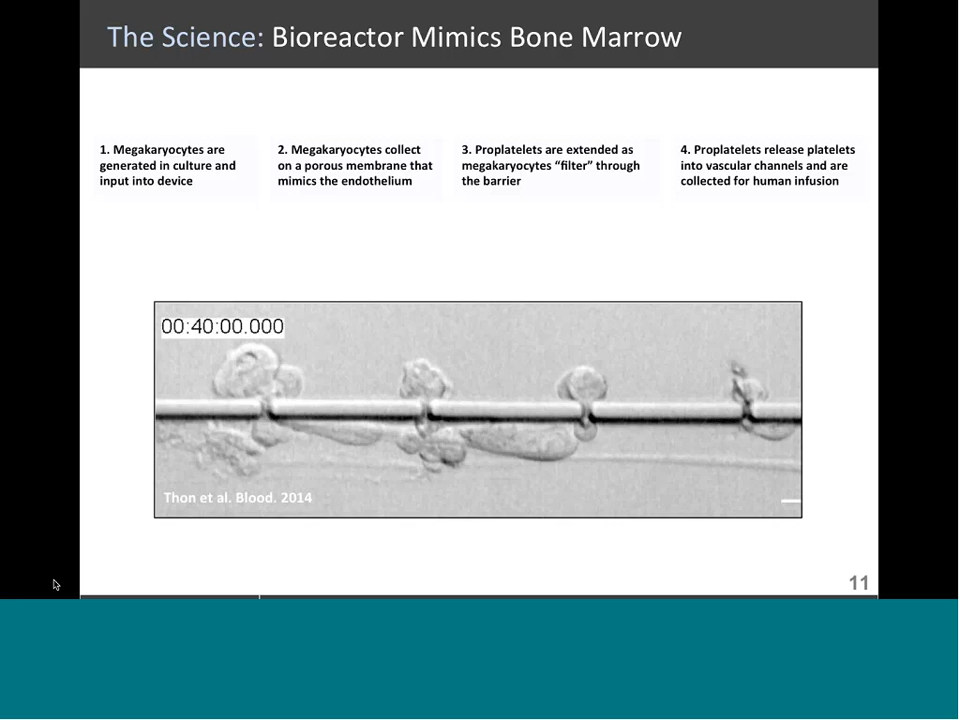 The Science: Bioreactor Mimics Bone Marrow
1. Megakaryocytes are
generated in culture and
input into device
2. Megakaryocytes collect
on a porous membrane that
mimics the endothelium
3. Proplatelets are extended as
megakaryocytes “filter” through
the barrier
4. Proplatelets release platelets
into vascular channels and are
collected for human infusion
00:40:00.000
Thon et al. Blood. 2014
11